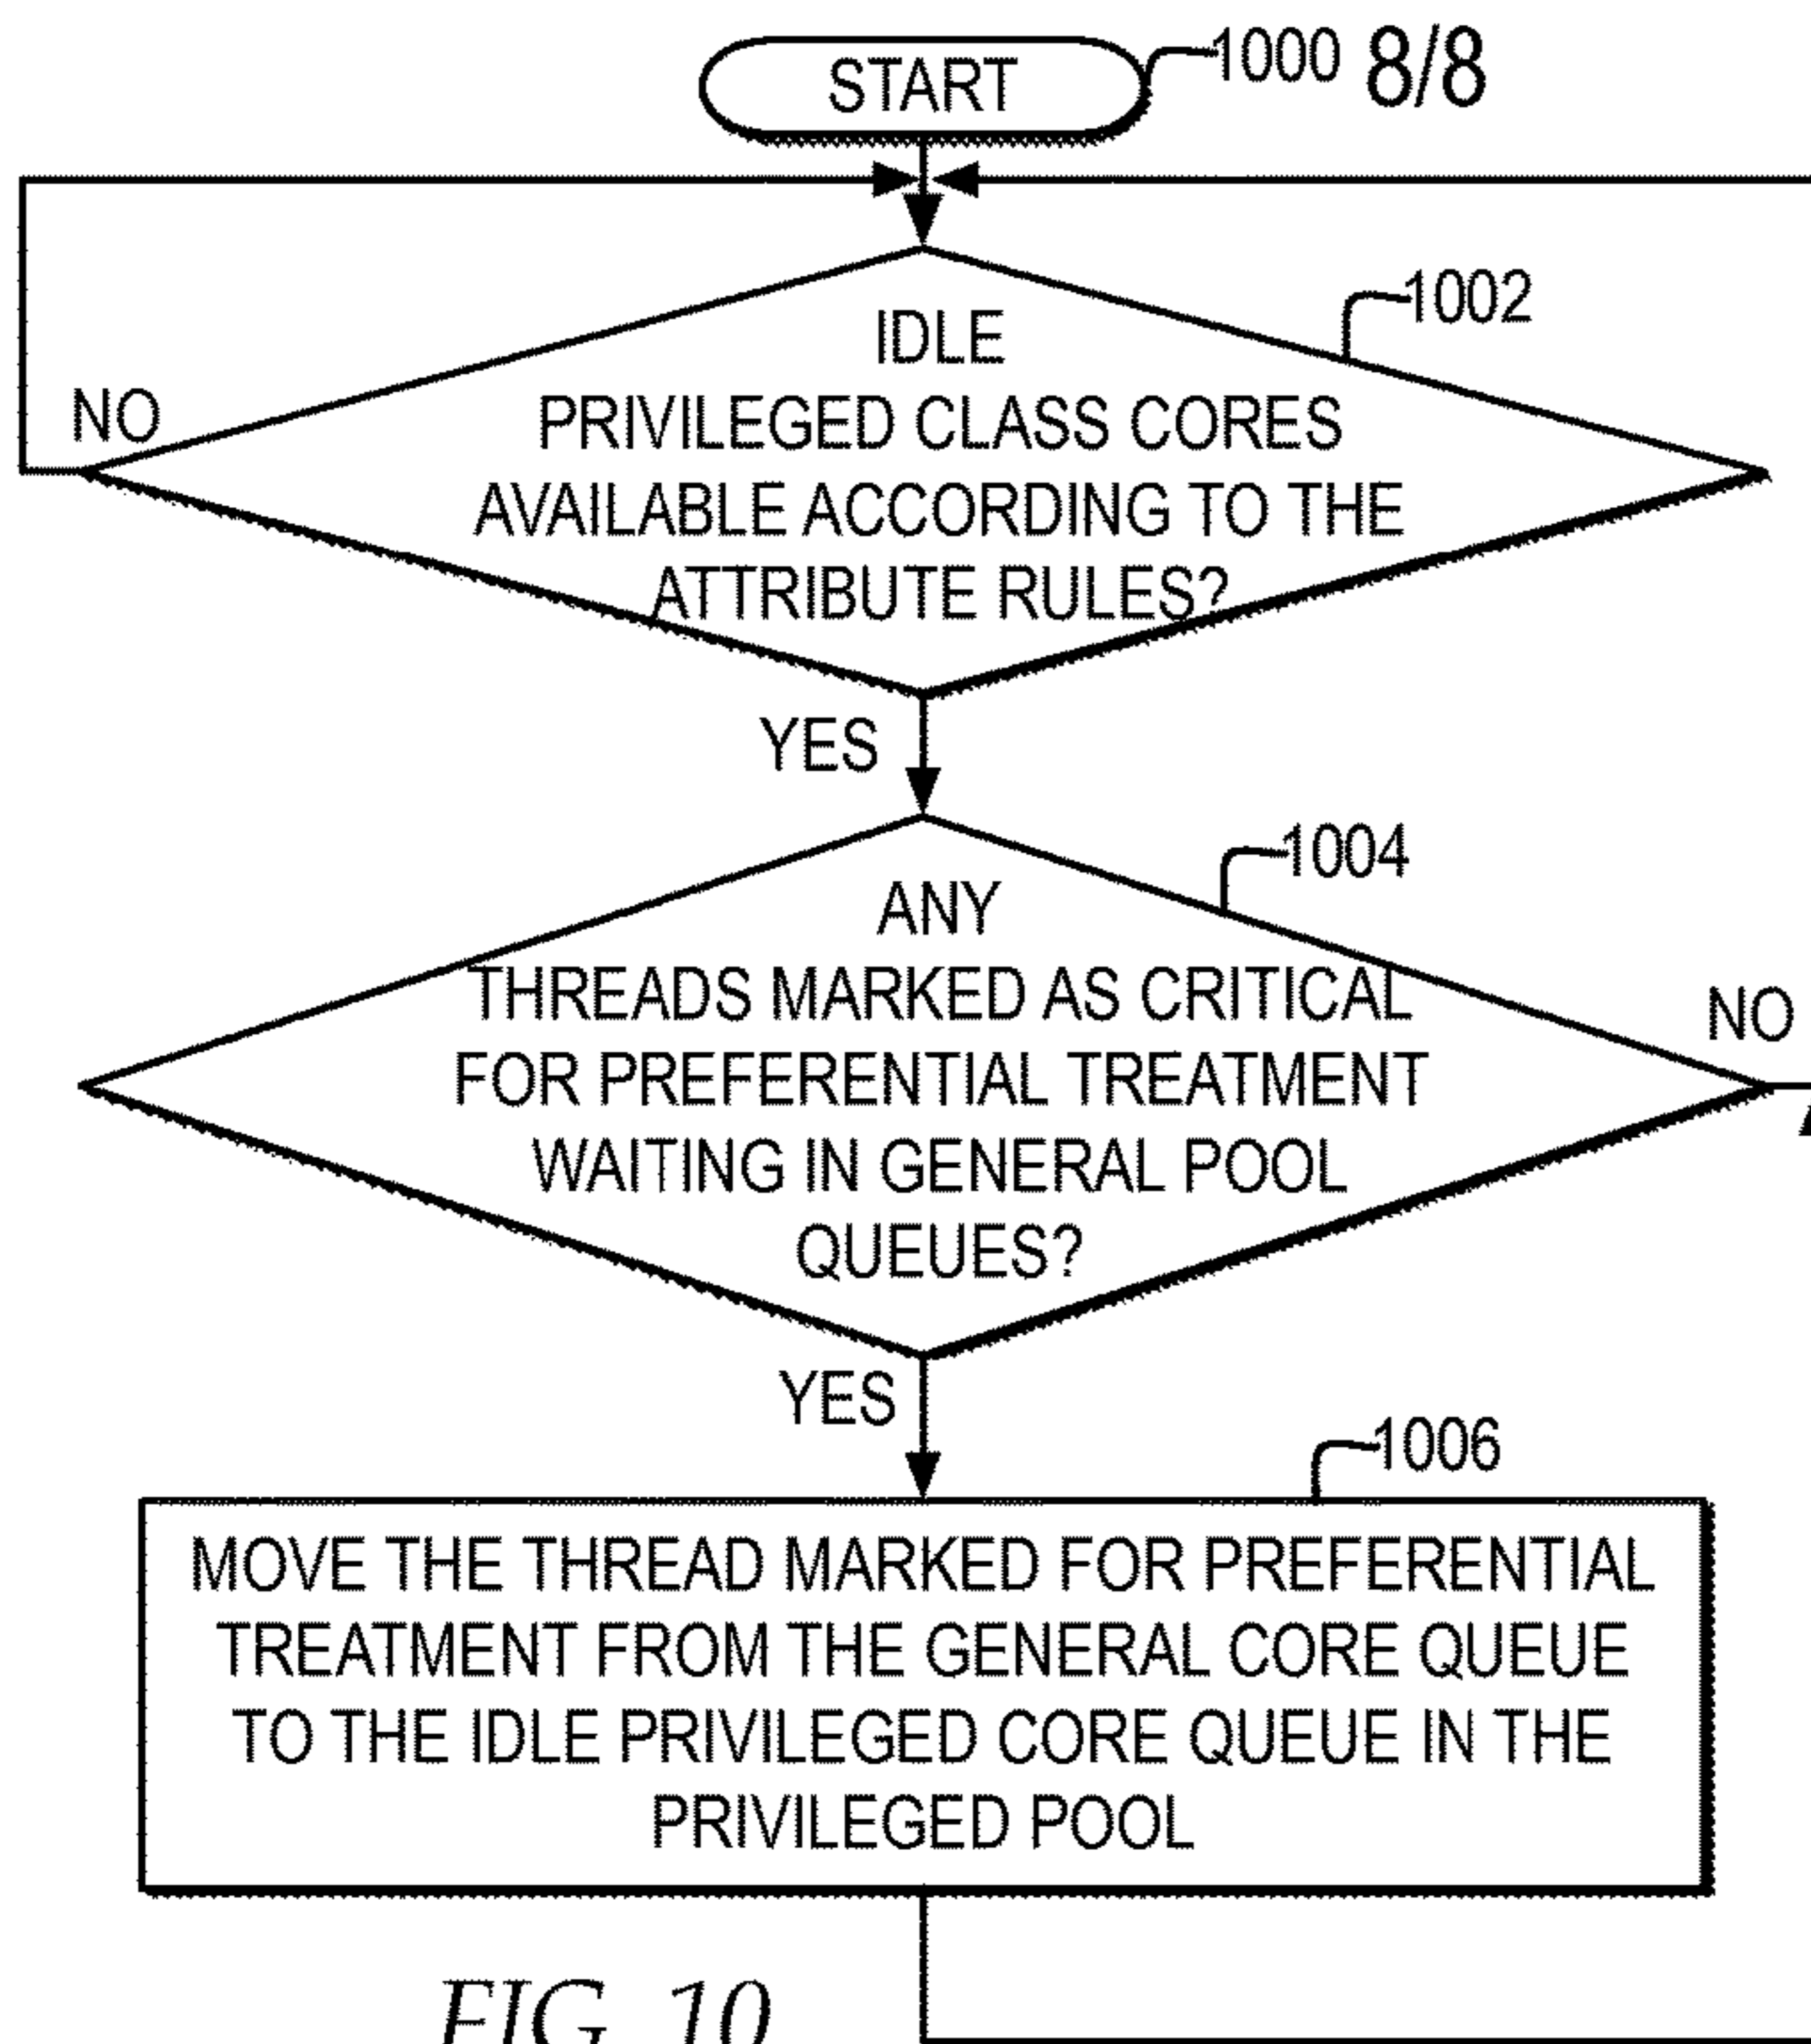 START
1000
8/8
1002
IDLE
PRIVILEGED CLASS CORES
AVAILABLE ACCORDING TO THE
ATTRIBUTE RULES?
NO
YES
1004
ANY
THREADS MARKED AS CRITICAL
FOR PREFERENTIAL TREATMENT
WAITING IN GENERAL POOL
QUEUES?
NO
YES
1006
MOVE THE THREAD MARKED FOR PREFERENTIAL
TREATMENT FROM THE GENERAL CORE QUEUE
TO THE IDLE PRIVILEGED CORE QUEUE IN THE
PRIVILEGED POOL
FIG. 10